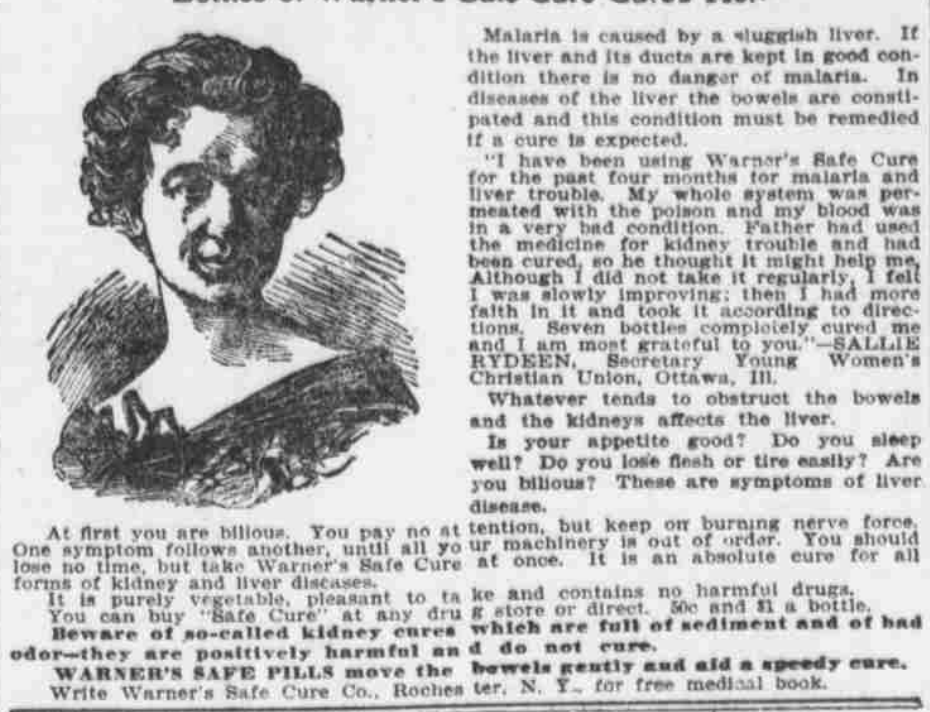 Malaria is caused by a sluggish liver. If
the liver and its ducts are kept in good con-
dition there is no danger of malaria. In
diseases of the liver the bowels are consti-
pated and this condition must be remedied
if a cure is expected.
"I have been using Warner's Safe Cure
for the past four months for malaria and
liver trouble. My whole system was per-
meated with the poison and my blood was
in a very bad condition. Father had used
the medicine for kidney trouble and had
been cured, so he thought it might help me.
Although I did not take it regularly, I felt
I was slowly improving; then I had more
faith in it and took it according to direc-
tions. Seven bottles completely cured me
and I am most grateful to you."—SALLIE
RYDEEN, Secretary Young Women's
Christian Union, Ottawa, Ill.
Whatever tends to obstruct the bowels
and the kidneys affects the liver.
Is your appetite good? Do you sleep
well? Do you lose flesh or tire easily? Are
you bilious? These are symptoms of liver
disease.
At first you are bilious. You pay no at tention, but keep on burning nerve force.
One symptom follows another, until all yo ur machinery is out of order. You should
lose no time, but take Warner's Safe Cure at once. It is an absolute cure for all
forms of kidney and liver diseases.
It is purely vegetable, pleasant to ta ke and contains no harmful drugs.
You can buy "Safe Cure" at any dru g store or direct. 50c and $1 a bottle.
Beware of so-called kidney cures which are full of sediment and of bad
odor—they are positively harmful an d do not cure.
WARNER'S SAFE PILLS move the bowels gently and aid a speedy cure.
Write Warner's Safe Cure Co., Roches ter, N. Y., for free medical book.